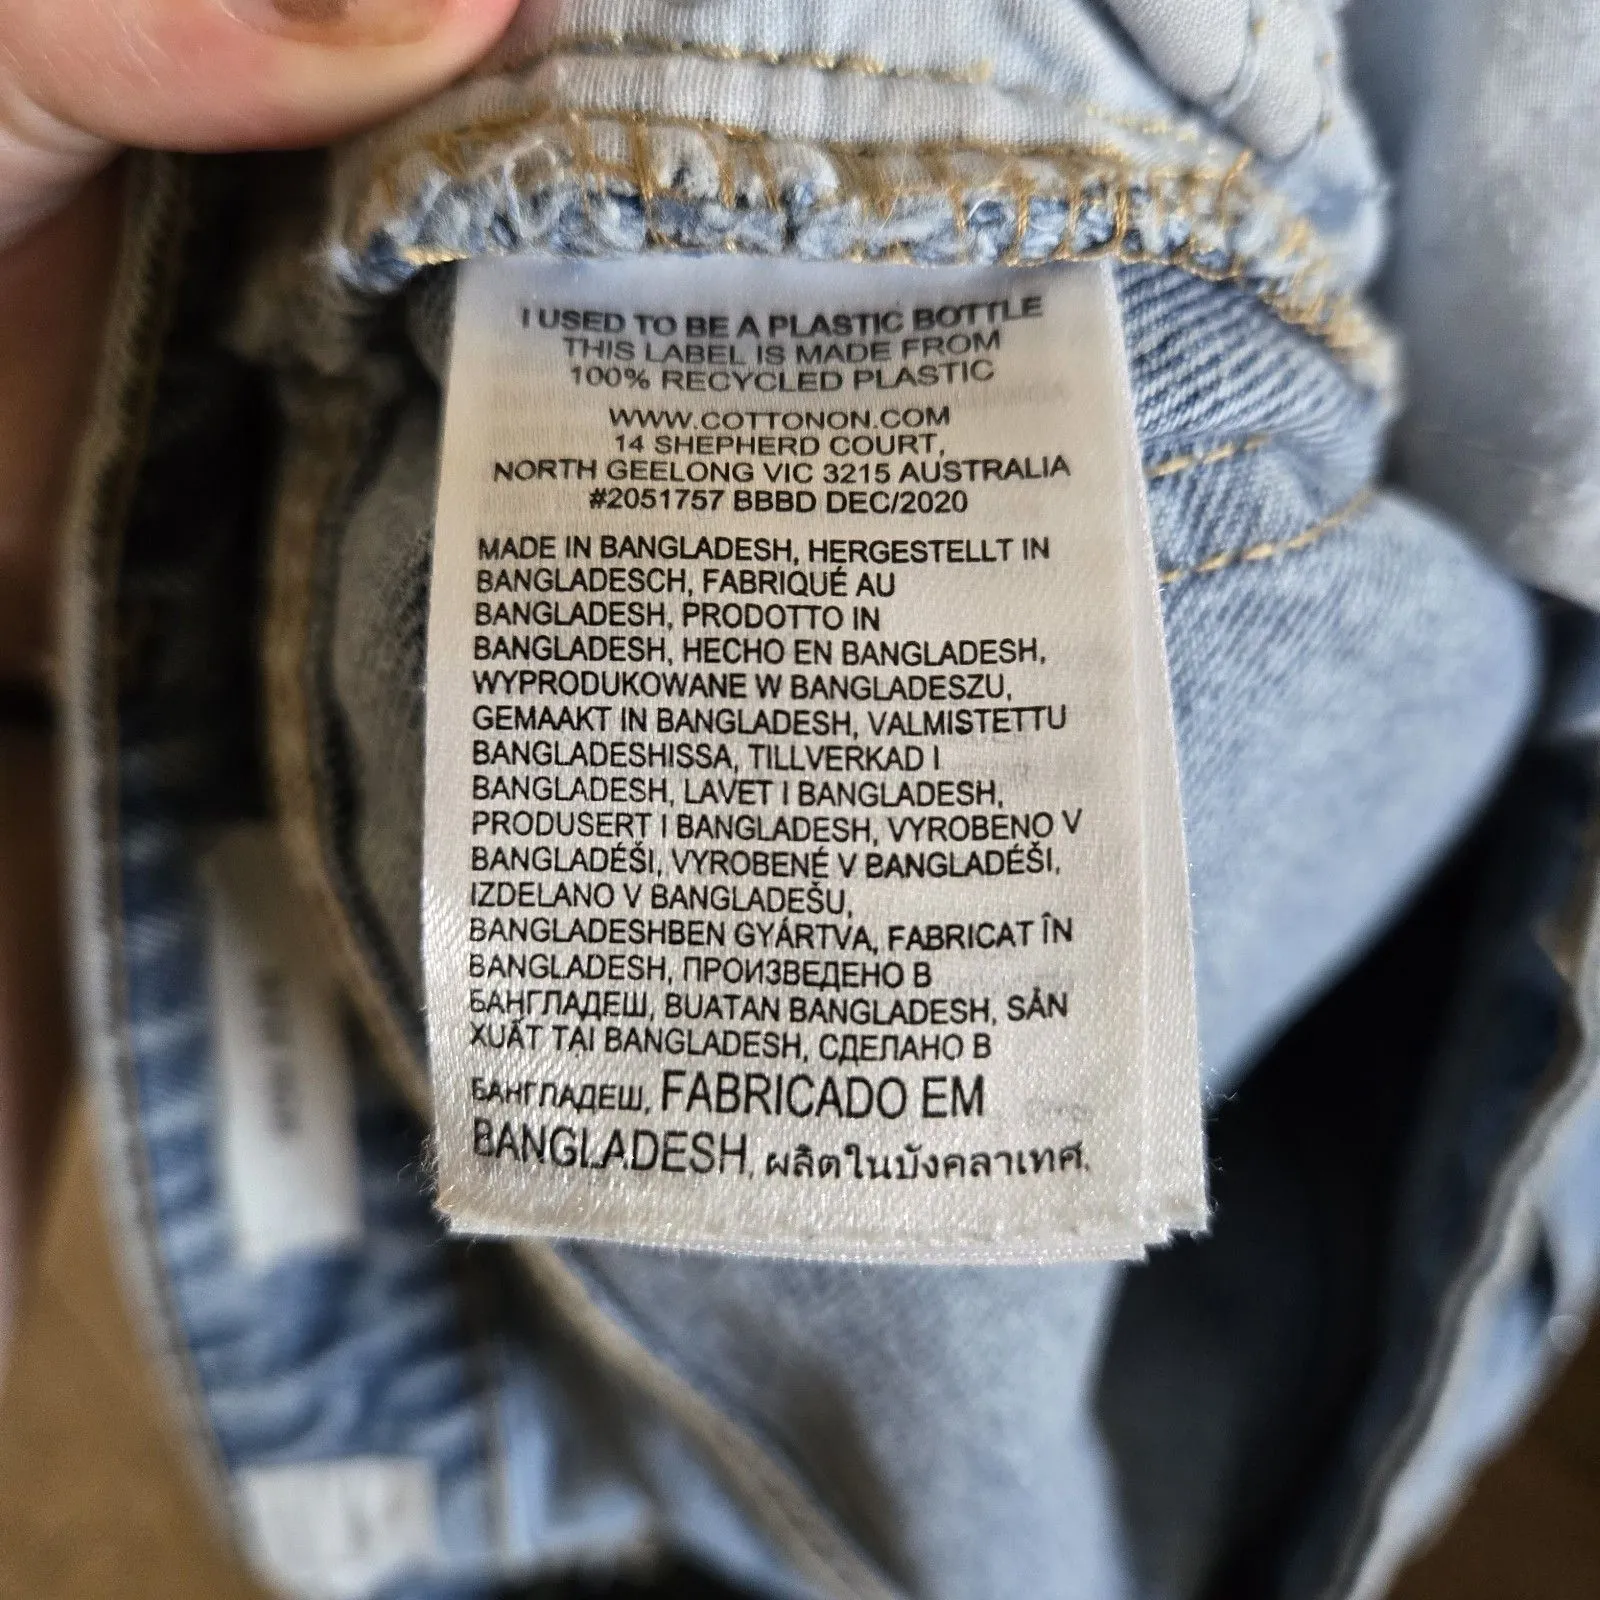 I USED TO BE A PLASTIC BOTTLE
THIS LABEL IS MADE FROM
100% RECYCLED PLASTIC
WWW.COTTONON.COM
14 SHEPHERD COURT,
NORTH GEELONG VIC 3215 AUSTRALIA
#2051757 BBBD DEC/2020
MADE IN BANGLADESH, HERGESTELLT IN
BANGLADESCH, FABRIQUÉ AU
BANGLADESH, PRODOTTO IN
BANGLADESH, HECHO EN BANGLADESH,
WYPRODUKOWANE W BANGLADESZU,
GEMAAKT IN BANGLADESH, VALMISTETTU
BANGLADESHISSA, TILLVERKAD I
BANGLADESH, LAVET I BANGLADESH,
PRODUSERT I BANGLADESH, VYROBENO V
BANGLADÉŠI, VYROBENÉ V BANGLADÉŠI,
IZDELANO V BANGLADEŠU,
BANGLADESHBEN GYÁRTVA, FABRICAT ÎN
BANGLADESH, ПРОИЗВЕДЕНО В
БАНГЛАДЕШ, BUATAN BANGLADESH, SẢN
XUẤT TẠI BANGLADESH, СДЕЛАНО В
БАНГЛАДЕШ, FABRICADO EM
BANGLADESH, ผลิตในบังคลาเทศ,